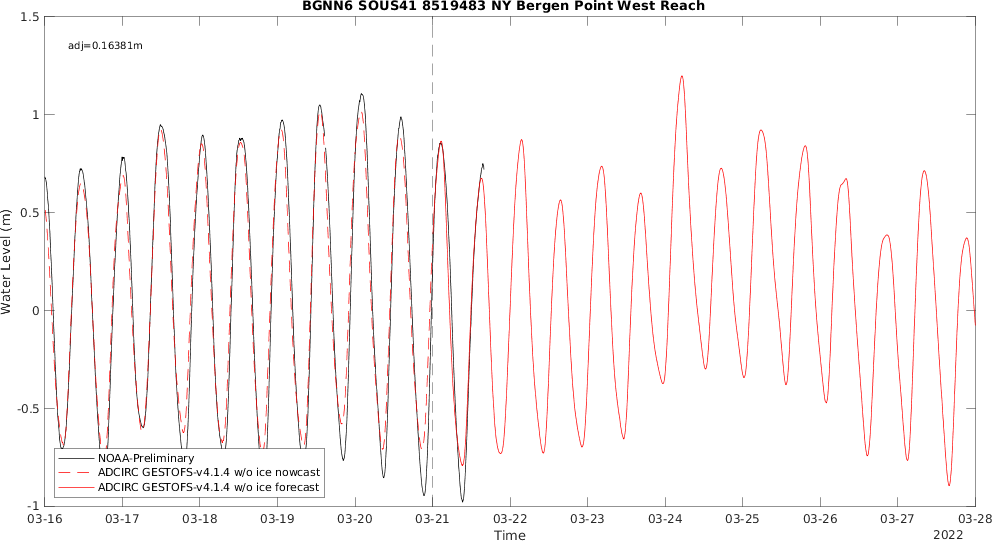 BGNN6 SOUS41 8519483 NY Bergen Point West Reach
adj=0.16381m
1.5
1
0.5
0
-0.5
-1
Water Level (m)
NOAA-Preliminary
ADCIRC GESTOFS-v4.1.4 w/o ice nowcast
ADCIRC GESTOFS-v4.1.4 w/o ice forecast
03-16 03-17 03-18 03-19 03-20 03-21 03-22 03-23 03-24 03-25 03-26 03-27 03-28
Time
2022